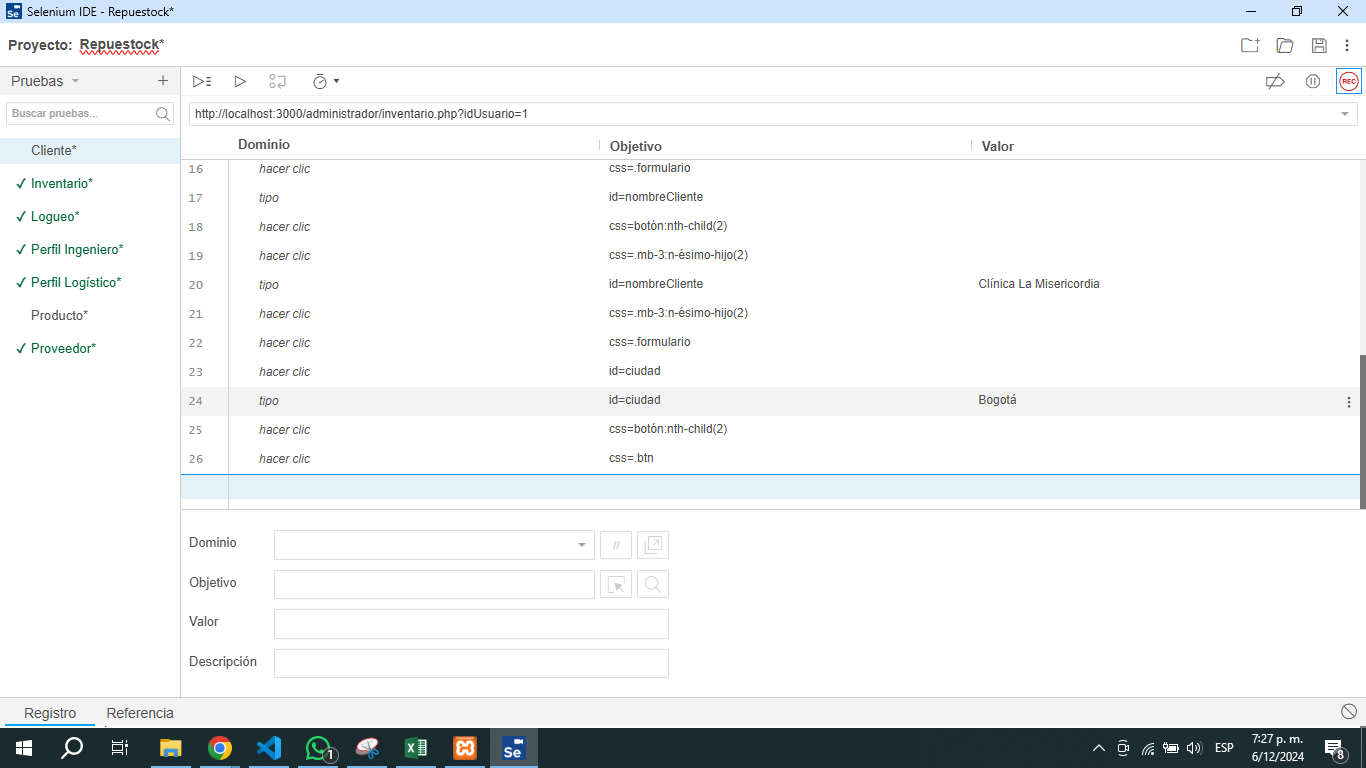 Selenium IDE - Repuestock*
Proyecto: Repuestock*
Pruebas
Buscar pruebas...
Cliente*
Inventario*
Logueo*
Perfil Ingeniero*
Perfil Logístico*
Producto*
Proveedor*
REC
http://localhost:3000/administrador/inventario.php?idUsuario=1
Dominio Objetivo Valor
16 hacer clic css=.formulario
17 tipo id=nombreCliente
18 hacer clic css=botón:nth-child(2)
19 hacer clic css=.mb-3:n-ésimo-hijo(2)
20 tipo id=nombreCliente Clínica La Misericordia
21 hacer clic css=.mb-3:n-ésimo-hijo(2)
22 hacer clic css=.formulario
23 hacer clic id=ciudad
24 tipo id=ciudad Bogotá
25 hacer clic css=botón:nth-child(2)
26 hacer clic css=.btn
Dominio //
Objetivo
Valor
Descripción
Registro Referencia
1
Se
ESP
7:27 p. m.
6/12/2024
8